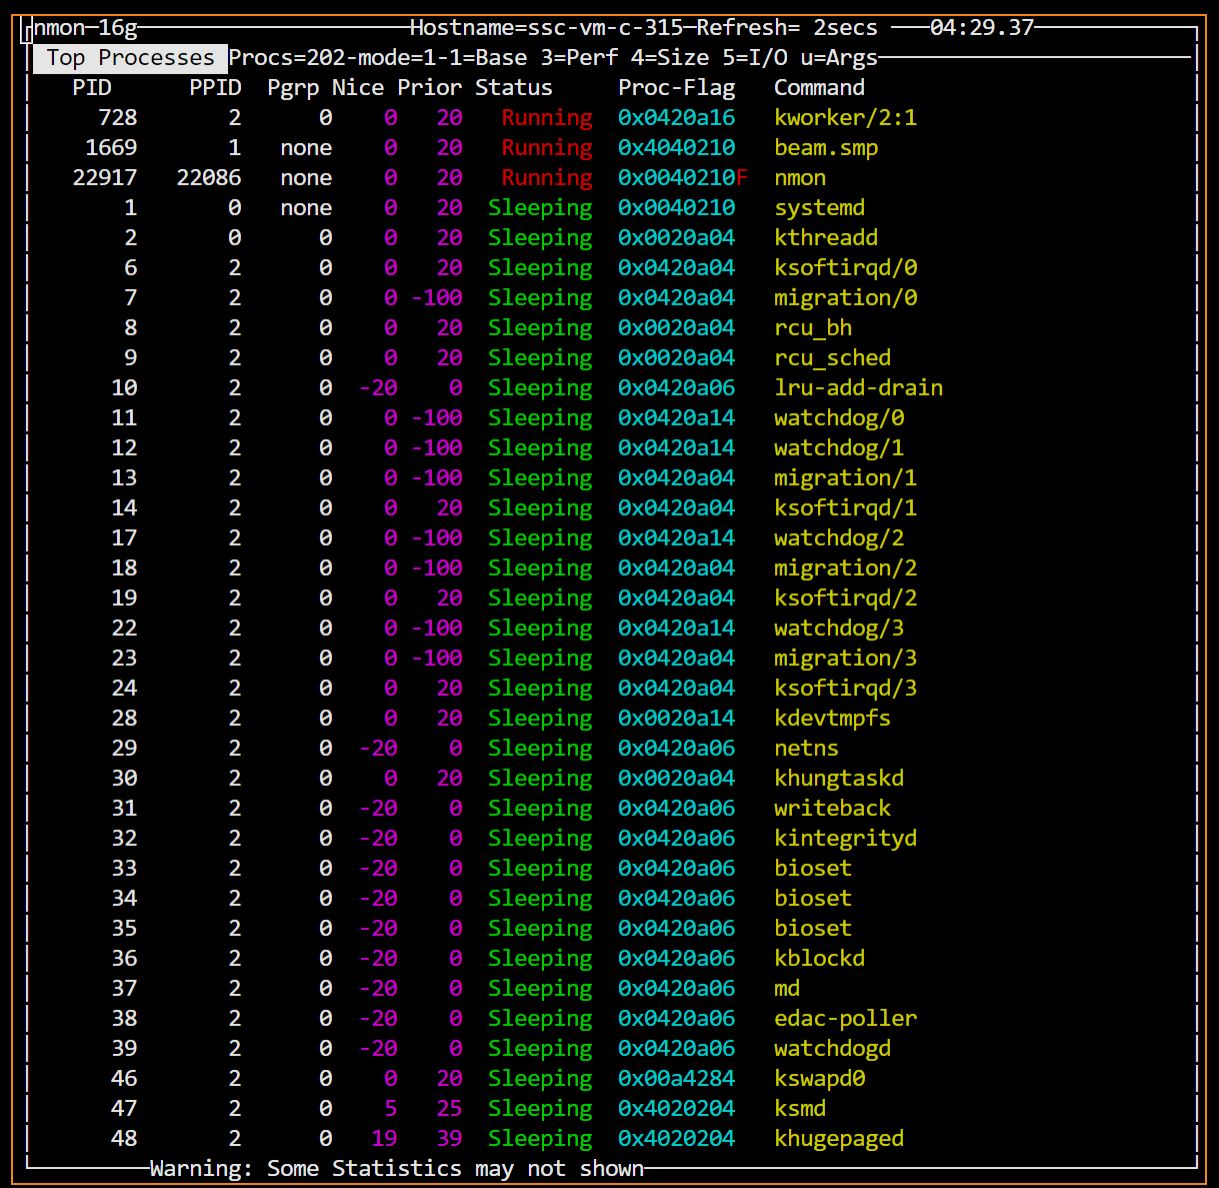 nmon─16g Hostname=ssc-vm-c-315─Refresh= 2secs ───04:29.37
Top Processes Procs=202-mode=1-1=Base 3=Perf 4=Size 5=I/O u=Args
PID PPID Pgrp Nice Prior Status Proc-Flag Command
728 2 0 0 20 Running 0x0420a16 kworker/2:1
1669 1 none 0 20 Running 0x4040210 beam.smp
22917 22086 none 0 20 Running 0x0040210F nmon
1 0 none 0 20 Sleeping 0x0040210 systemd
2 0 0 0 20 Sleeping 0x0020a04 kthreadd
6 2 0 0 20 Sleeping 0x0420a04 ksoftirqd/0
7 2 0 0 -100 Sleeping 0x0420a04 migration/0
8 2 0 0 20 Sleeping 0x0020a04 rcu_bh
9 2 0 0 20 Sleeping 0x0020a04 rcu_sched
10 2 0 -20 0 Sleeping 0x0420a06 lru-add-drain
11 2 0 0 -100 Sleeping 0x0420a14 watchdog/0
12 2 0 0 -100 Sleeping 0x0420a14 watchdog/1
13 2 0 0 -100 Sleeping 0x0420a04 migration/1
14 2 0 0 20 Sleeping 0x0420a04 ksoftirqd/1
17 2 0 0 -100 Sleeping 0x0420a14 watchdog/2
18 2 0 0 -100 Sleeping 0x0420a04 migration/2
19 2 0 0 20 Sleeping 0x0420a04 ksoftirqd/2
22 2 0 0 -100 Sleeping 0x0420a14 watchdog/3
23 2 0 0 -100 Sleeping 0x0420a04 migration/3
24 2 0 0 20 Sleeping 0x0420a04 ksoftirqd/3
28 2 0 0 20 Sleeping 0x0020a14 kdevtmpfs
29 2 0 -20 0 Sleeping 0x0420a06 netns
30 2 0 0 20 Sleeping 0x0020a04 khungtaskd
31 2 0 -20 0 Sleeping 0x0420a06 writeback
32 2 0 -20 0 Sleeping 0x0420a06 kintegrityd
33 2 0 -20 0 Sleeping 0x0420a06 bioset
34 2 0 -20 0 Sleeping 0x0420a06 bioset
35 2 0 -20 0 Sleeping 0x0420a06 bioset
36 2 0 -20 0 Sleeping 0x0420a06 kblockd
37 2 0 -20 0 Sleeping 0x0420a06 md
38 2 0 -20 0 Sleeping 0x0420a06 edac-poller
39 2 0 -20 0 Sleeping 0x0420a06 watchdogd
46 2 0 0 20 Sleeping 0x00a4284 kswapd0
47 2 0 5 25 Sleeping 0x4020204 ksmd
48 2 0 19 39 Sleeping 0x4020204 khugepaged
Warning: Some Statistics may not shown